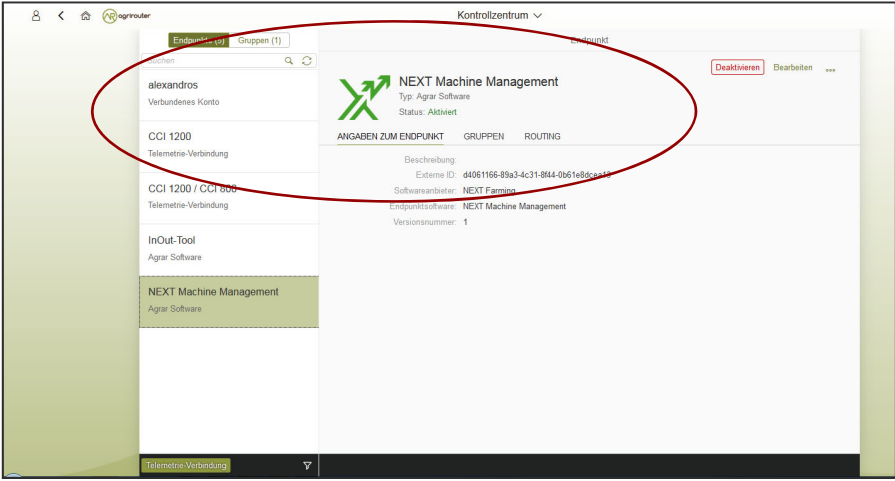 agrirouter
Kontrollzentrum
Endpunkte (5) Gruppen (1)
Endpunkt
Suchen
Deaktivieren Bearbeiten
alexandros
Verbundenes Konto
CCI 1200
Telemetrie-Verbindung
CCI 1200 / CCI 800
Telemetrie-Verbindung
InOut-Tool
Agrar Software
NEXT Machine Management
Agrar Software
NEXT Machine Management
Typ: Agrar Software
Status: Aktiviert
ANGABEN ZUM ENDPUNKT GRUPPEN ROUTING
Beschreibung:
Externe ID:
Softwareanbieter: NEXT Farming
Endpunktsoftware: NEXT Machine Management
Versionsnummer: 1
Telemetrie-Verbindung